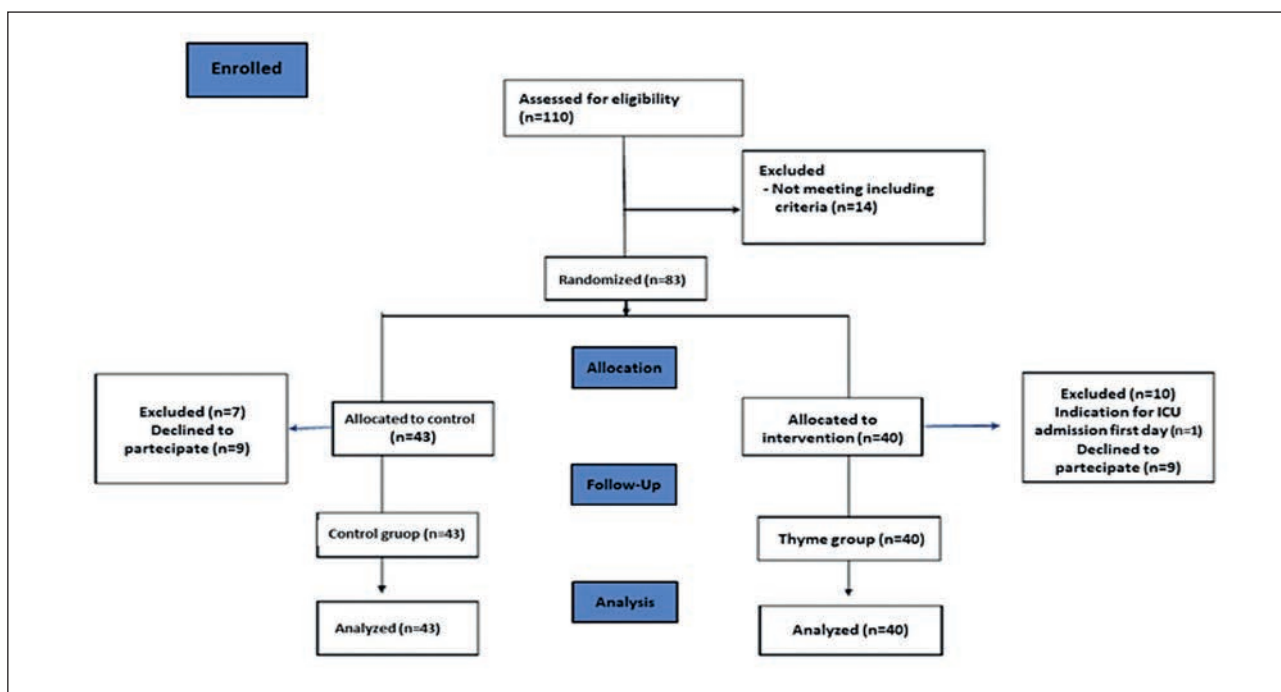 Enrolled
Assessed for eligibility
(n=110)
Excluded
- Not meeting including
criteria (n=14)
Randomized (n=83)
Allocation
Excluded (n=7)
Declined to
partecipate (n=9)
Allocated to control
(n=43)
Allocated to
intervention (n=40)
Excluded (n=10)
Indication for ICU
admission first day (n=1)
Declined to
partecipate (n=9)
Follow-Up
Control gruop (n=43)
Thyme group (n=40)
Analysis
Analyzed (n=43)
Analyzed (n=40)